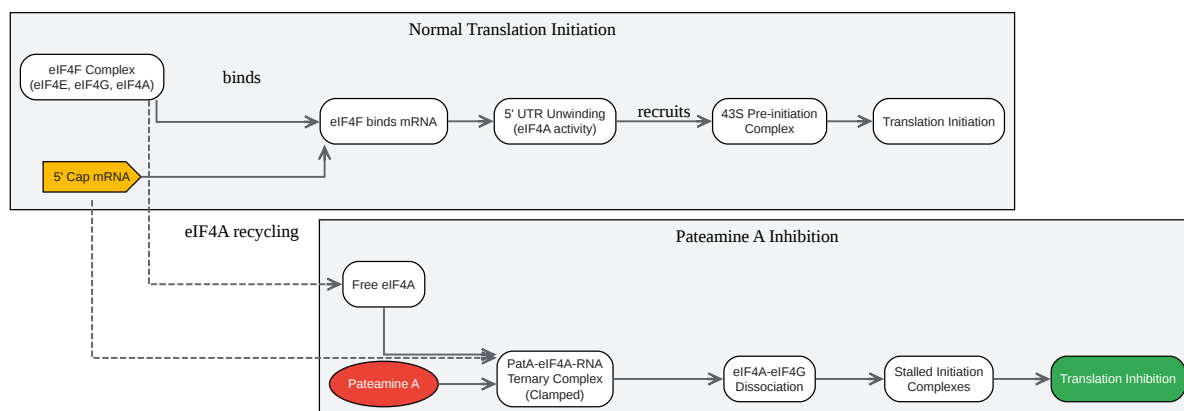 Normal Translation Initiation
eIF4F Complex
(eIF4E, eIF4G, eIF4A)
binds
eIF4F binds mRNA
5' UTR Unwinding
(eIF4A activity)
recruits
43S Pre-initiation
Complex
Translation Initiation
5' Cap mRNA
eIF4A recycling
Pateamine A Inhibition
Free eIF4A
Pateamine A
PatA-eIF4A-RNA
Ternary Complex
(Clamped)
eIF4A-eIF4G
Dissociation
Stalled Initiation
Complexes
Translation Inhibition